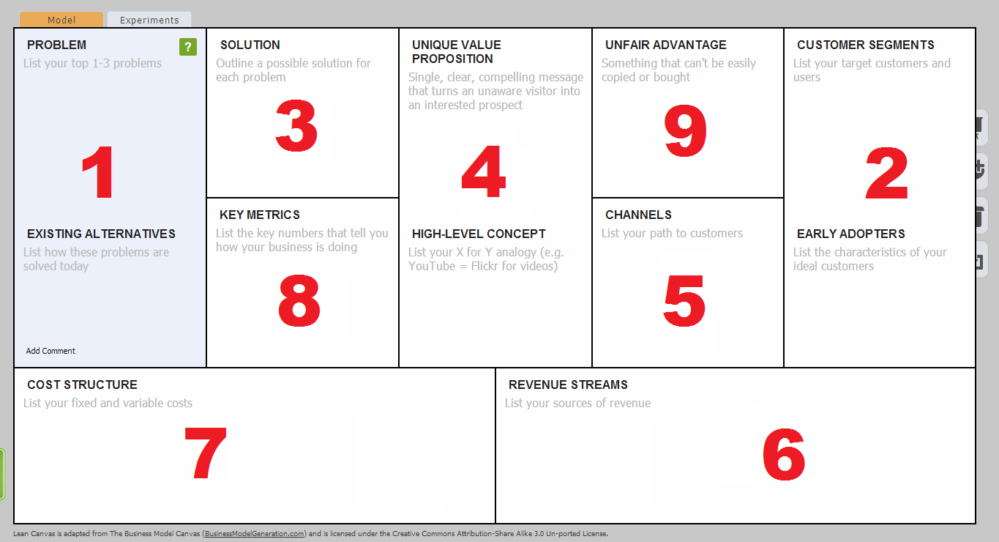 Model
Experiments
PROBLEM
?
List your top 1-3 problems
1
EXISTING ALTERNATIVES
List how these problems are
solved today
Add Comment
SOLUTION
Outline a possible solution for
each problem
3
KEY METRICS
List the key numbers that tell you
how your business is doing
8
UNIQUE VALUE
PROPOSITION
Single, clear, compelling message
that turns an unaware visitor into
an interested prospect
4
HIGH-LEVEL CONCEPT
List your X for Y analogy (e.g.
YouTube = Flickr for videos)
UNFAIR ADVANTAGE
Something that can't be easily
copied or bought
9
CHANNELS
List your path to customers
5
CUSTOMER SEGMENTS
List your target customers and
users
2
EARLY ADOPTERS
List the characteristics of your
ideal customers
COST STRUCTURE
List your fixed and variable costs
7
REVENUE STREAMS
List your sources of revenue
6
Lean Canvas is adapted from The Business Model Canvas (BusinessModelGeneration.com) and is licensed under the Creative Commons Attribution-Share Alike 3.0 Un-ported License.